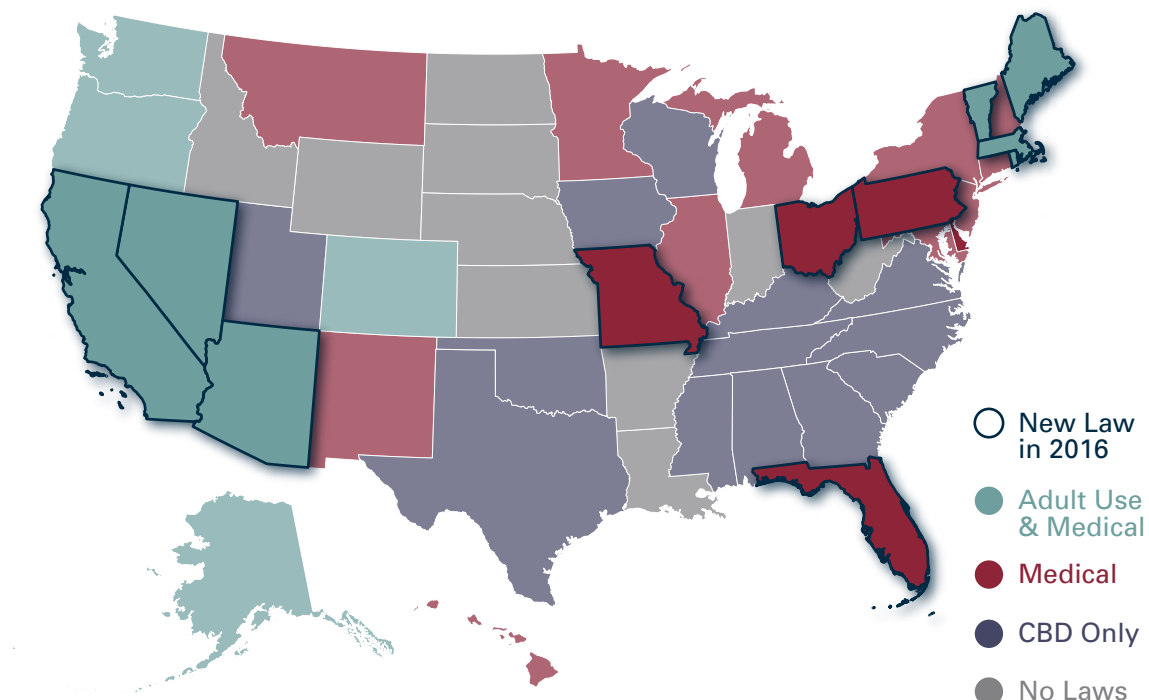 New Law
in 2016
Adult Use
& Medical
Medical
CBD Only
No Laws